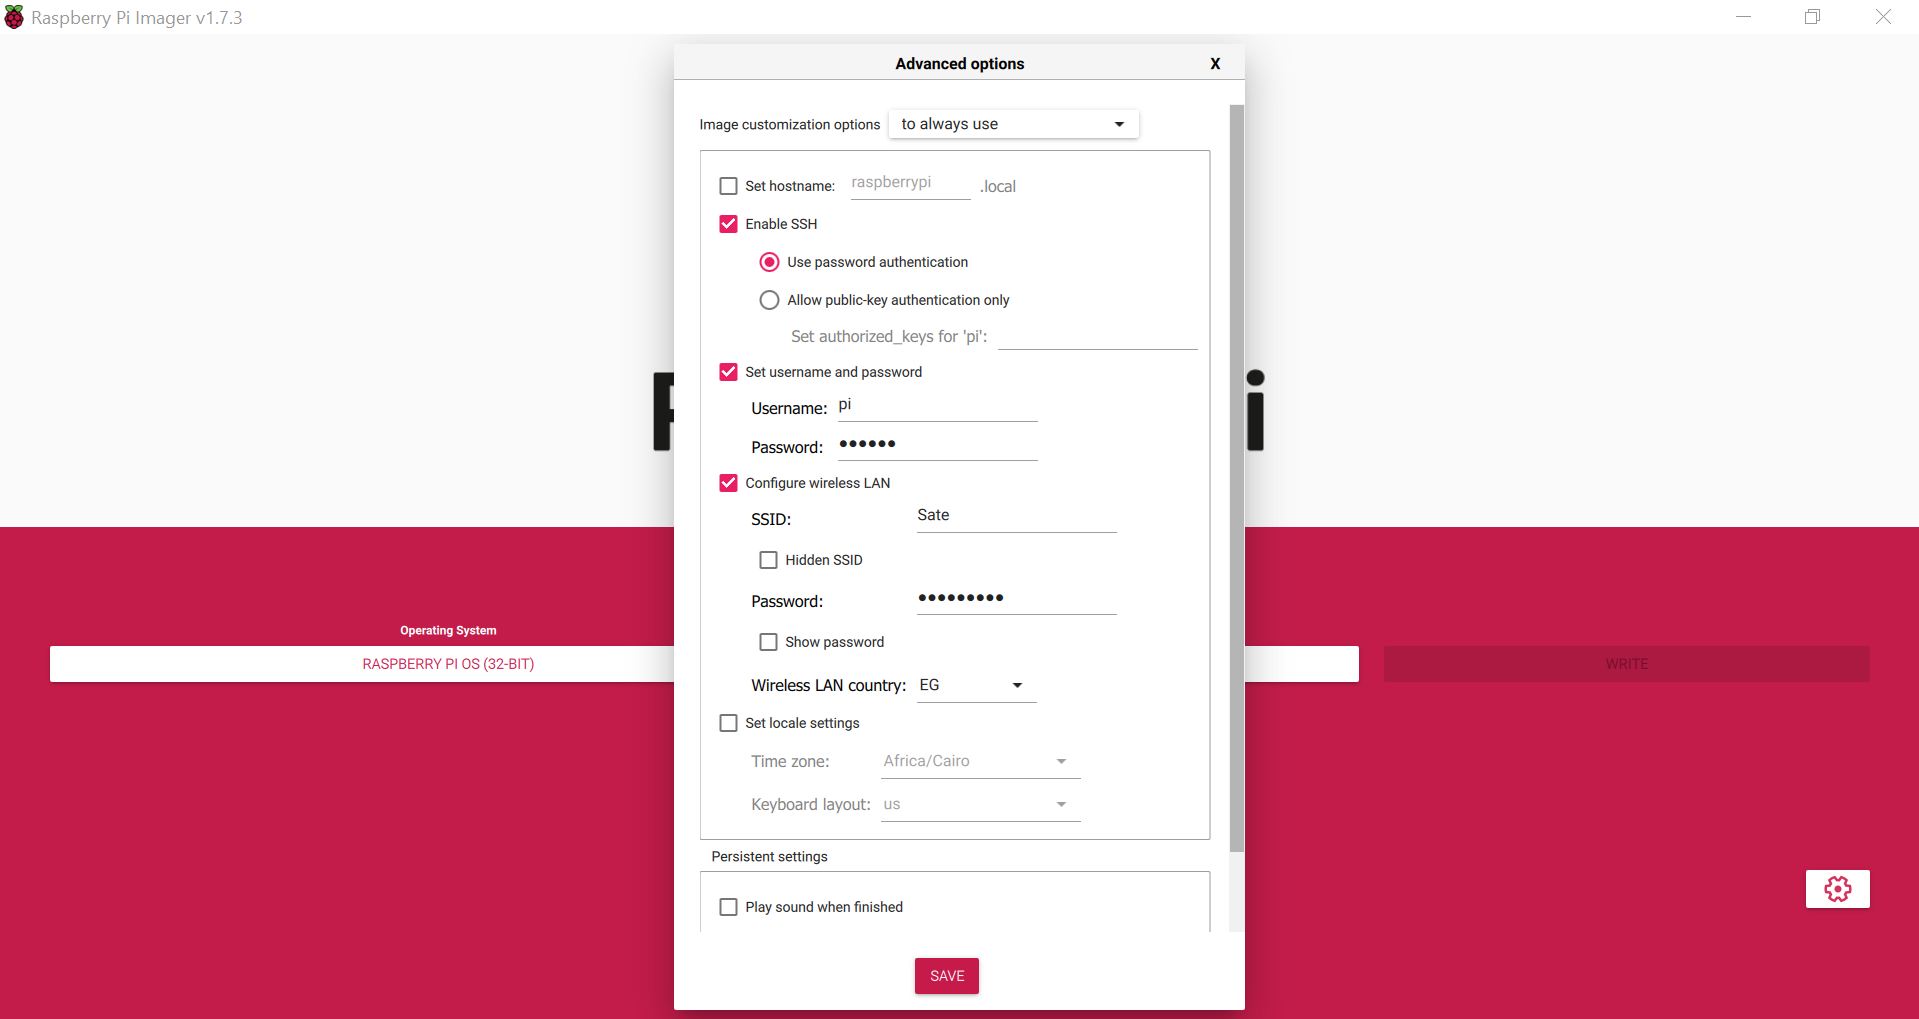 Raspberry Pi Imager v1.7.3
Advanced options
X
Image customization options to always use
Set hostname: raspberrypi .local
Enable SSH
Use password authentication
Allow public-key authentication only
Set authorized_keys for 'pi':
Set username and password
Username: pi
Password: ••••••
Configure wireless LAN
SSID: Sate
Hidden SSID
Password: •••••••••
Show password
Wireless LAN country: EG
Set locale settings
Time zone: Africa/Cairo
Keyboard layout: us
Persistent settings
Play sound when finished
SAVE
Operating System
RASPBERRY PI OS (32-BIT)
WRITE